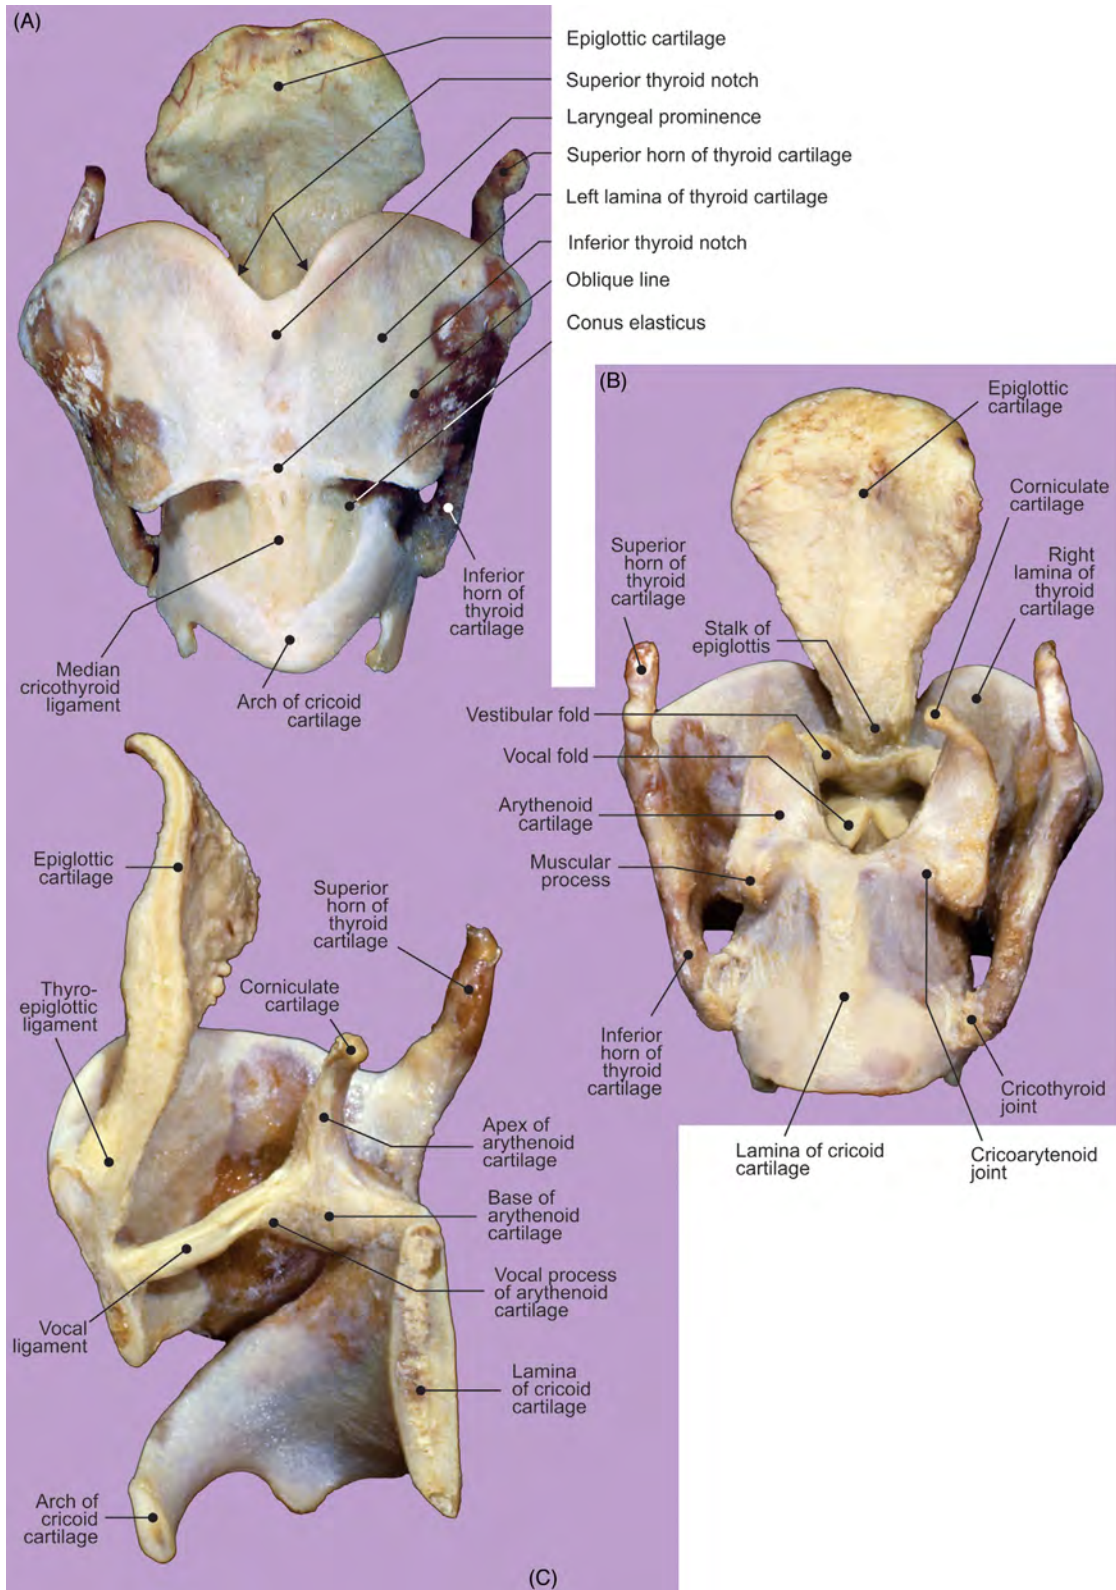 (A)
Epiglottic cartilage
Superior thyroid notch
Laryngeal prominence
Superior horn of thyroid cartilage
Left lamina of thyroid cartilage
Inferior thyroid notch
Oblique line
Conus elasticus
Inferior
horn of
thyroid
cartilage
Median
cricothyroid
ligament
Arch of cricoid
cartilage
(B)
Epiglottic
cartilage
Corniculate
cartilage
Superior
horn of
thyroid
cartilage
Right
lamina of
thyroid
cartilage
Stalk of
epiglottis
Vestibular fold
Vocal fold
Arythenoid
cartilage
Muscular
process
Inferior
horn of
thyroid
cartilage
Cricothyroid
joint
Lamina of cricoid
cartilage
Cricoarytenoid
joint
Epiglottic
cartilage
Superior
horn of
thyroid
cartilage
Thyro-
epiglottic
ligament
Corniculate
cartilage
Apex of
arythenoid
cartilage
Base of
arythenoid
cartilage
Vocal process
of arythenoid
cartilage
Vocal
ligament
Lamina
of cricoid
cartilage
Arch of
cricoid
cartilage
(C)